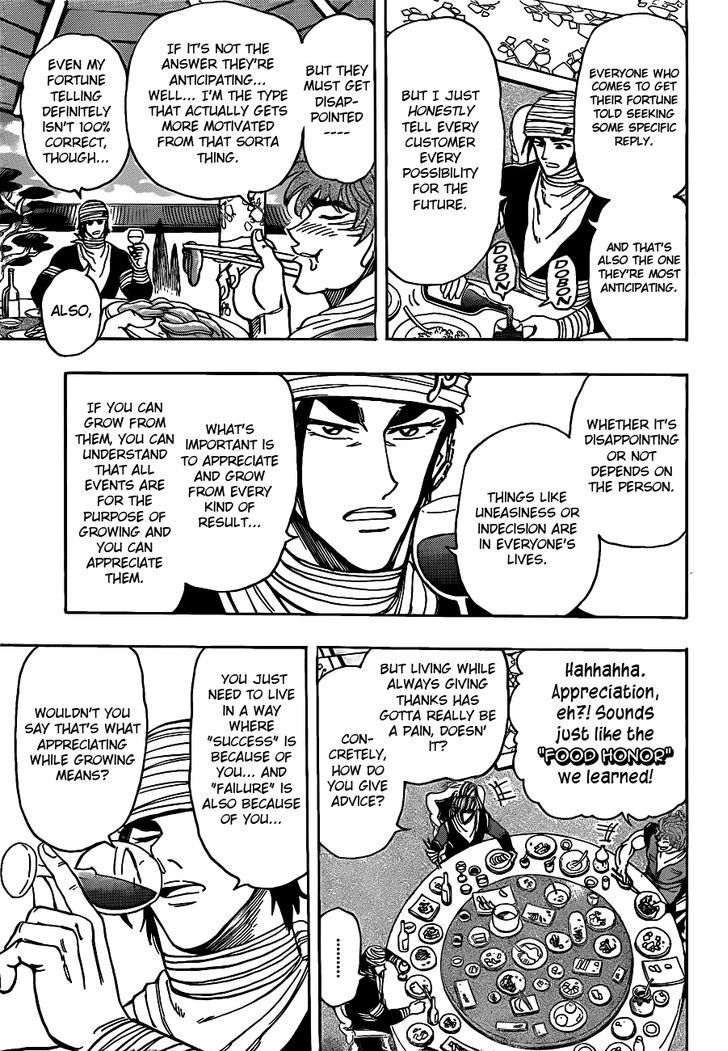 EVERYONE WHO
COMES TO GET
THEIR FORTUNE
TOLD SEEKING
SOME SPECIFIC
REPLY.
AND THAT'S
ALSO THE ONE
THEY'RE MOST
ANTICIPATING.
BUT I JUST
HONESTLY
TELL EVERY
CUSTOMER
EVERY
POSSIBILITY
FOR THE
FUTURE.
DOBON
DOBON
BUT THEY
MUST GET
DISAP-
POINTED
----
IF IT'S NOT THE
ANSWER THEY'RE
ANTICIPATING...
WELL... I'M THE TYPE
THAT ACTUALLY GETS
MORE MOTIVATED
FROM THAT SORTA
THING.
EVEN MY
FORTUNE
TELLING
DEFINITELY
ISN'T 100%
CORRECT,
THOUGH...
ALSO,
WHETHER IT'S
DISAPPOINTING
OR NOT
DEPENDS ON
THE PERSON.
THINGS LIKE
UNEASINESS OR
INDECISION ARE
IN EVERYONE'S
LIVES.
WHAT'S
IMPORTANT IS
TO APPRECIATE
AND GROW
FROM EVERY
KIND OF
RESULT...
IF YOU CAN
GROW FROM
THEM, YOU CAN
UNDERSTAND
THAT ALL
EVENTS ARE
FOR THE
PURPOSE OF
GROWING AND
YOU CAN
APPRECIATE
THEM.
Hahhahha.
Appreciation,
eh?! Sounds
just like the
"FOOD HONOR"
we learned!
BUT LIVING WHILE
ALWAYS GIVING
THANKS HAS
GOTTA REALLY BE
A PAIN, DOESN'
IT?
CON-
CRETELY,
HOW DO
YOU GIVE
ADVICE?
........
YOU JUST
NEED TO LIVE
IN A WAY
WHERE
"SUCCESS" IS
BECAUSE OF
YOU... AND
"FAILURE" IS
ALSO BECAUSE
OF YOU...
WOULDN'T YOU
SAY THAT'S WHAT
APPRECIATING
WHILE GROWING
MEANS?